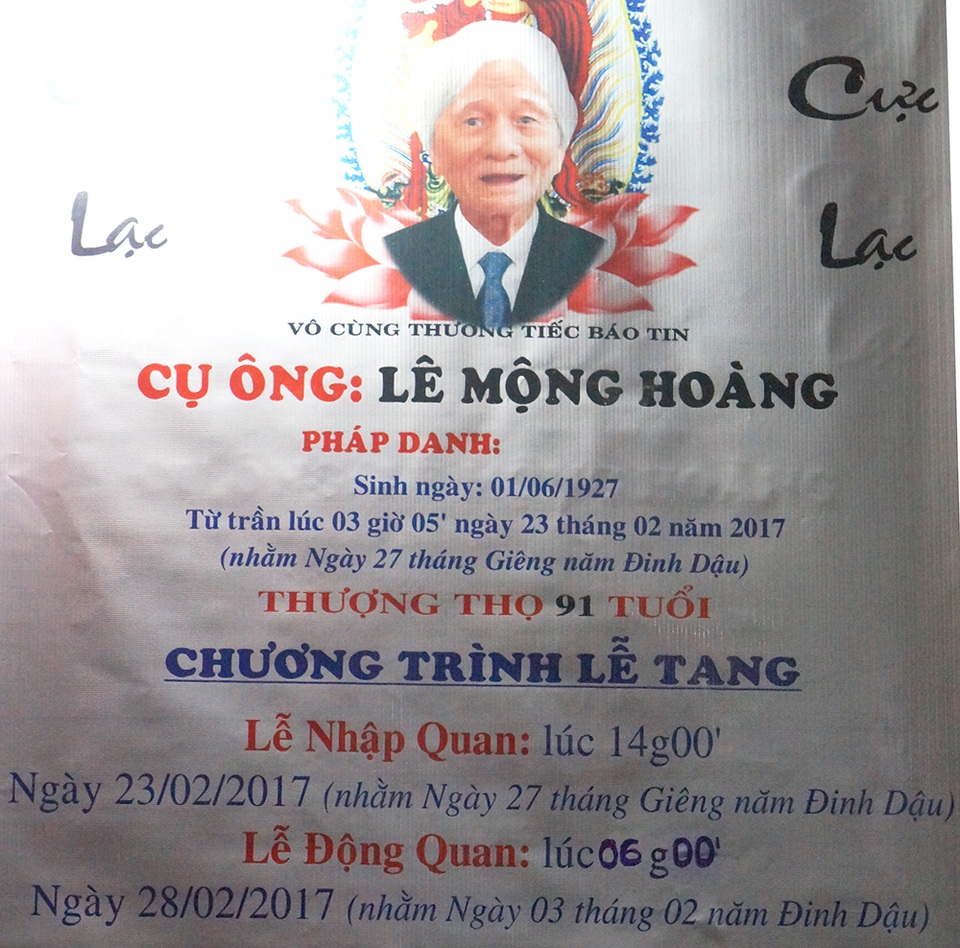 Cực
Lạc
Lạc
VÔ CÙNG THƯƠNG TIẾC BÁO TIN
CỤ ÔNG: LÊ MỘNG HOÀNG
PHÁP DANH:
Sinh ngày: 01/06/1927
Từ trần lúc 03 giờ 05' ngày 23 tháng 02 năm 2017
(nhằm Ngày 27 tháng Giêng năm Đinh Dậu)
THƯỢNG THỌ 91 TUỔI
CHƯƠNG TRÌNH LỄ TANG
Lễ Nhập Quan: lúc 14g00'
Ngày 23/02/2017 (nhằm Ngày 27 tháng Giêng năm Đinh Dậu)
Lễ Động Quan: lúc 06 g00'
Ngày 28/02/2017 (nhằm Ngày 03 tháng 02 năm Đinh Dậu)